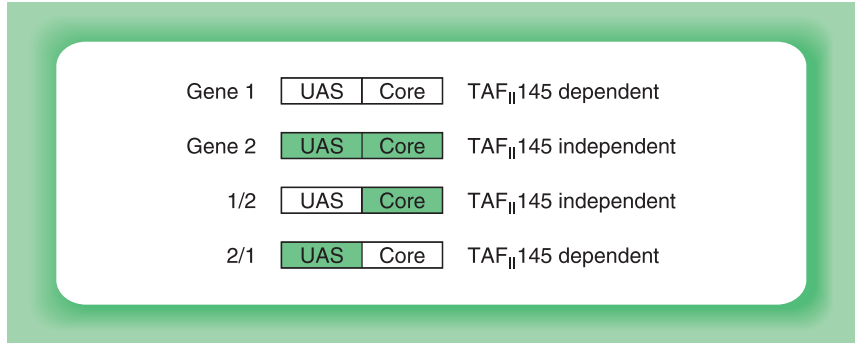 Gene 1 UAS Core TAF_II145 dependent
Gene 2 UAS Core TAF_II145 independent
1/2 UAS Core TAF_II145 independent
2/1 UAS Core TAF_II145 dependent